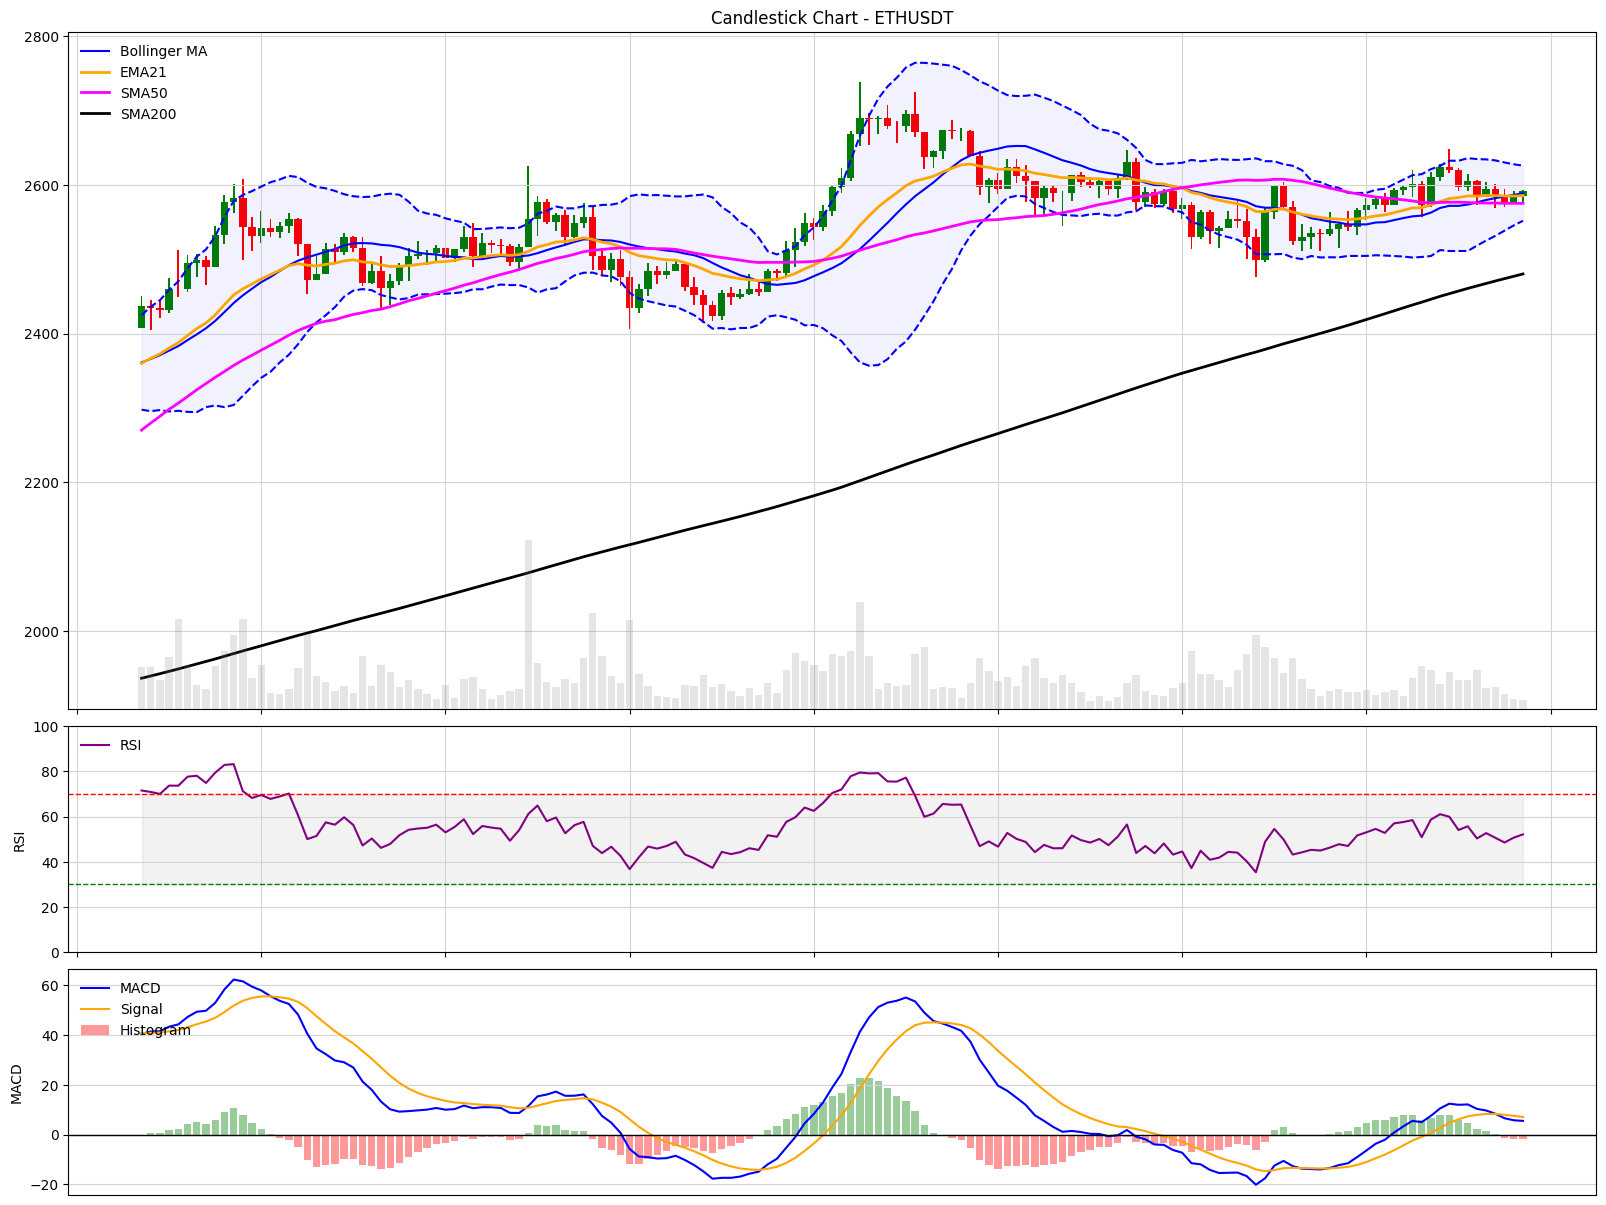 Candlestick Chart - ETHUSDT
Bollinger MA
EMA21
SMA50
SMA200
2800
2600
2400
2200
2000
RSI
RSI
100
80
60
40
20
0
MACD
Signal
Histogram
MACD
60
40
20
0
−20